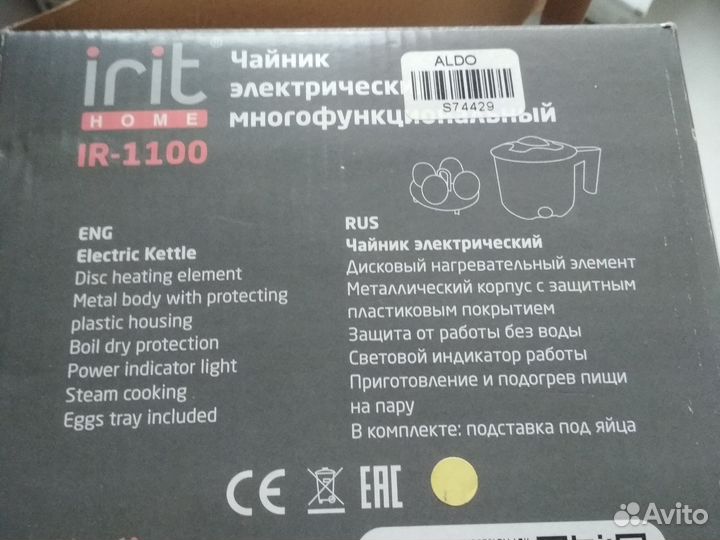 irit
HOME
IR-1100
Чайник
ALDO
S74429
многофункциональный
ENG
Electric Kettle
Disc heating element
Metal body with protecting
plastic housing
Boil dry protection
Power indicator light
Steam cooking
Eggs tray included
RUS
Чайник электрический
Дисковый нагревательный элемент
Металлический корпус с защитным
пластиковым покрытием
Защита от работы без воды
Световой индикатор работы
Приготовление и подогрев пищи
на пару
В комплекте: подставка под яйца
CE
EAC
Avito